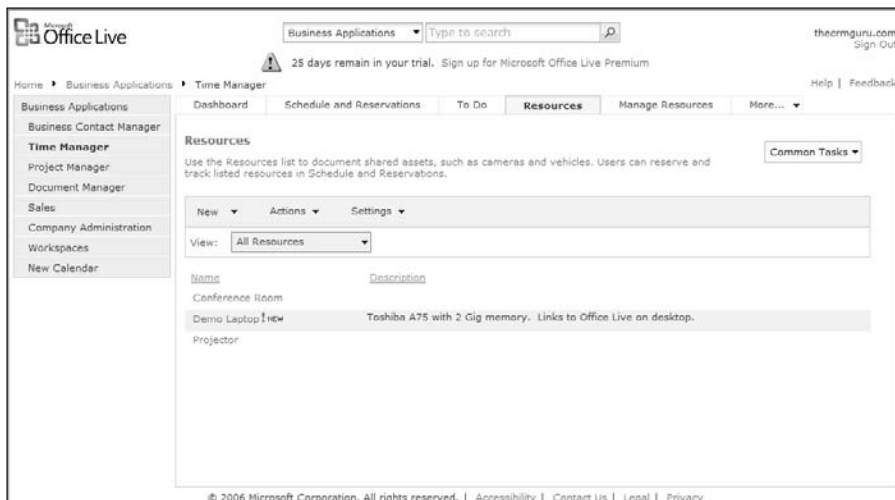 Microsoft
Office Live
Business Applications Type to search
thecrmguru.com
Sign Out
25 days remain in your trial. Sign up for Microsoft Office Live Premium
Home Business Applications Time Manager
Help | Feedback
Business Applications
Business Contact Manager
Time Manager
Project Manager
Document Manager
Sales
Company Administration
Workspaces
New Calendar
Dashboard Schedule and Reservations To Do Resources Manage Resources More...
Resources
Common Tasks
Use the Resources list to document shared assets, such as cameras and vehicles. Users can reserve and
track listed resources in Schedule and Reservations.
New Actions Settings
View: All Resources
Name Description
Conference Room
Demo Laptop ! NEW Toshiba A75 with 2 Gig memory. Links to Office Live on desktop.
Projector
© 2006 Microsoft Corporation. All rights reserved. | Accessibility | Contact Us | Legal | Privacy